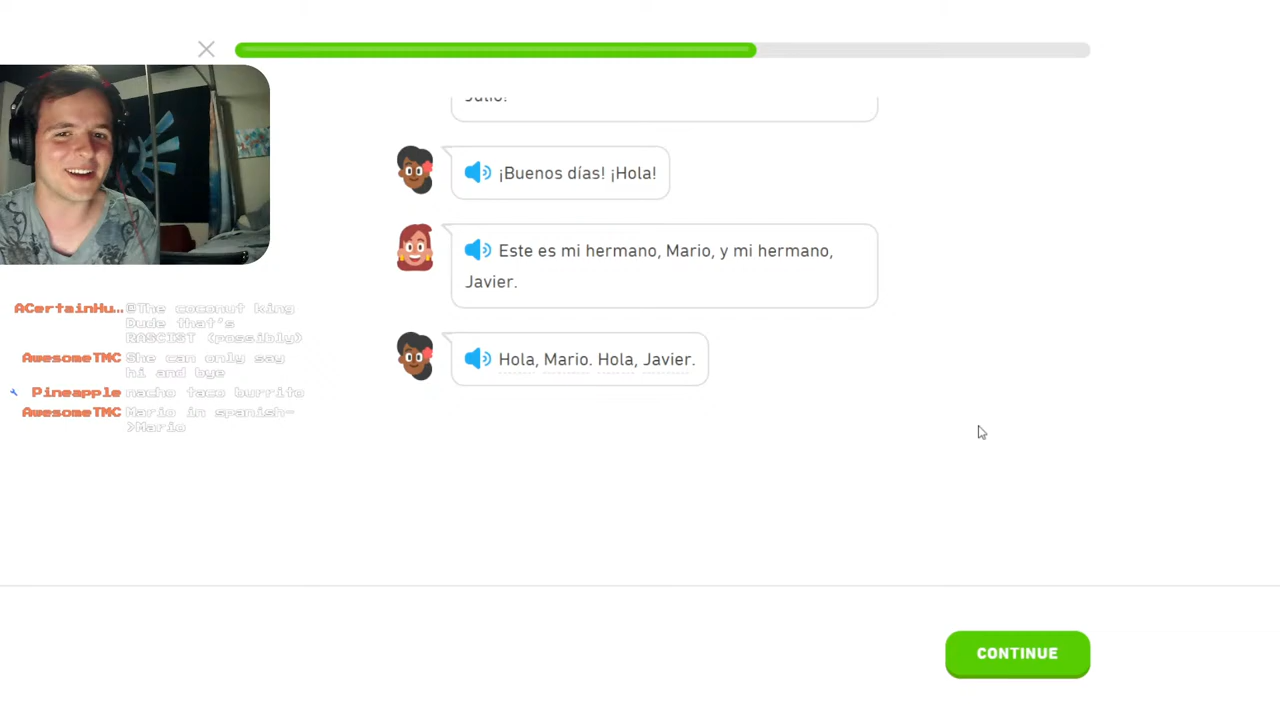 Julio!
¡Buenos días! ¡Hola!
Este es mi hermano, Mario, y mi hermano,
Javier.
Hola, Mario. Hola, Javier.
ACertainHu... @The coconut king
Dude that's
RASCIST (possibly)
AwesomeTMC She can only say
hi and bye
Pineapple nacho taco burrito
AwesomeTMC Mario in spanish-
>Mario
CONTINUE